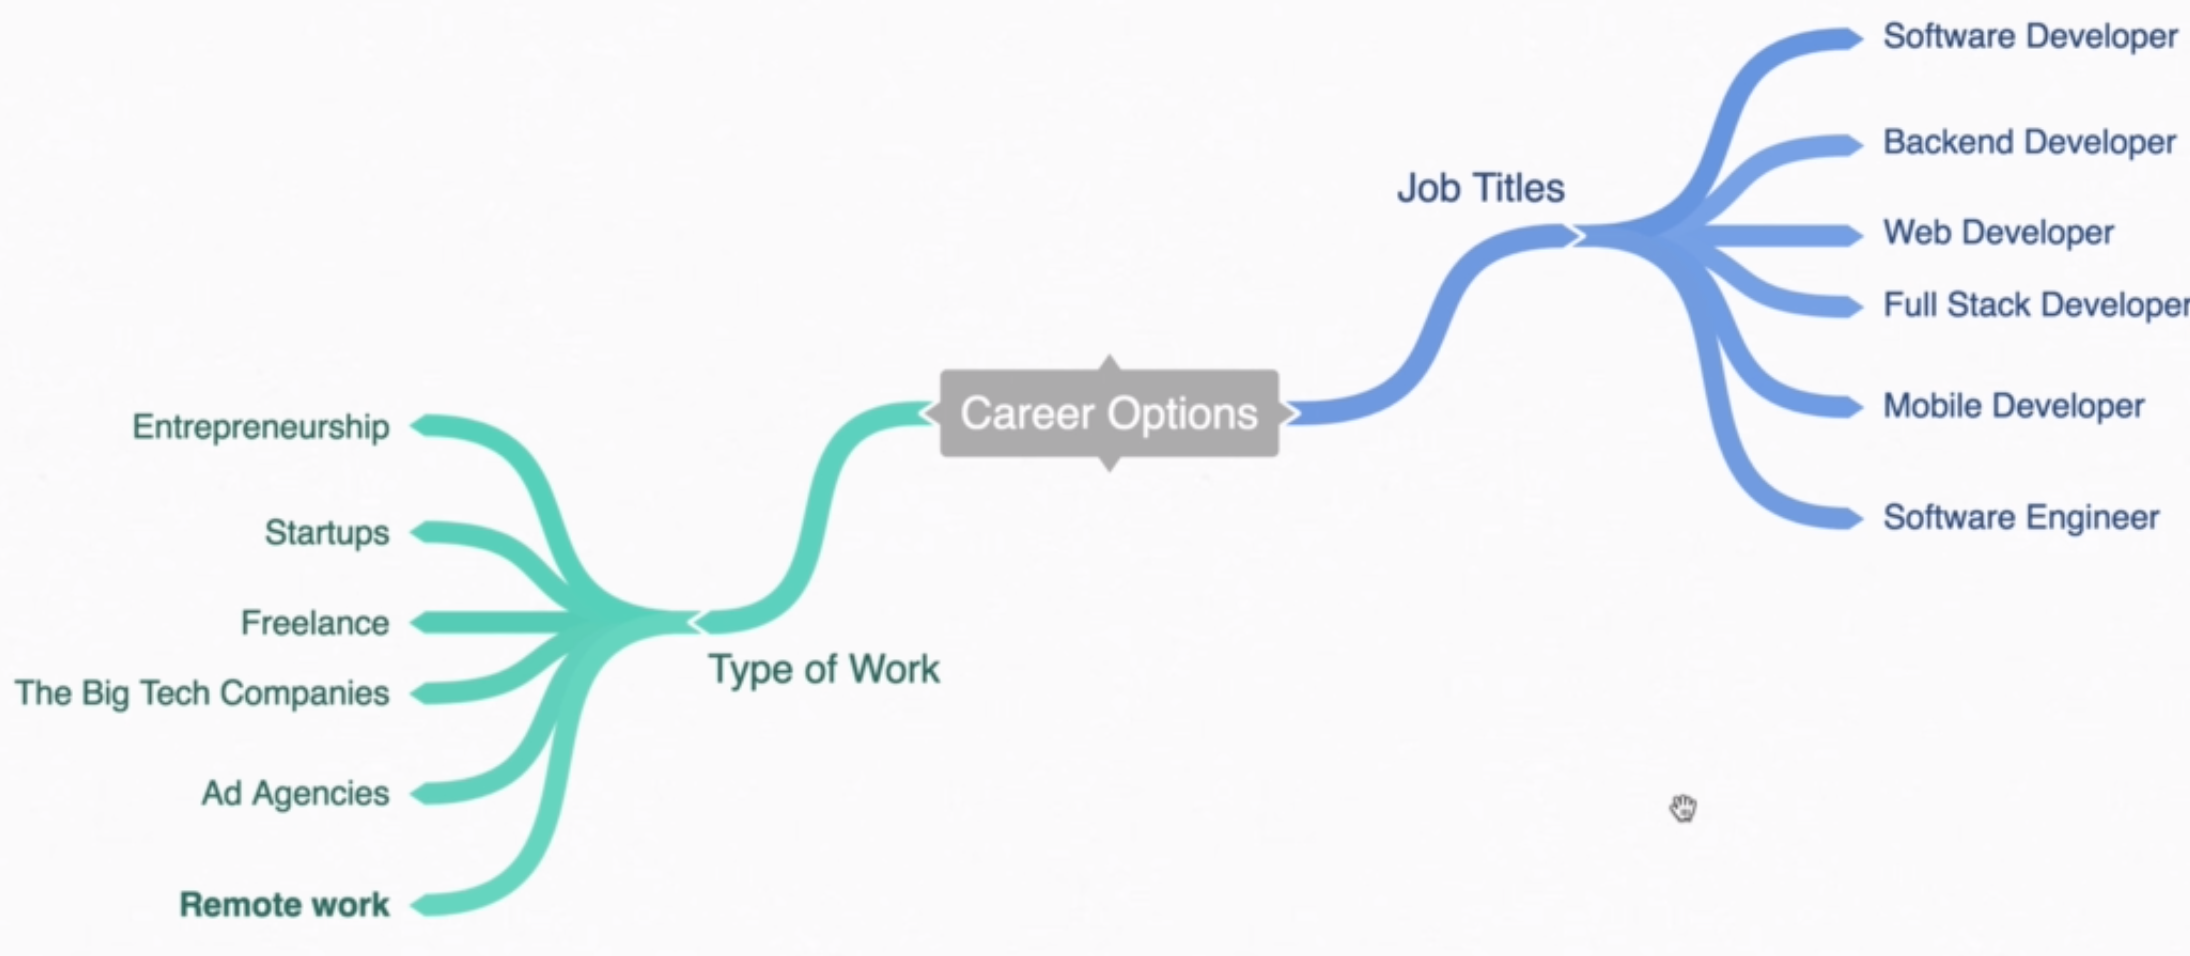 Career Options
Job Titles
Software Developer
Backend Developer
Web Developer
Full Stack Developer
Mobile Developer
Software Engineer
Type of Work
Entrepreneurship
Startups
Freelance
The Big Tech Companies
Ad Agencies
Remote work